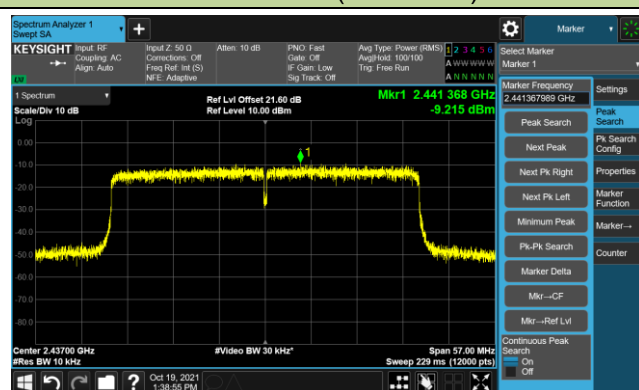 Spectrum Analyzer 1
Swept SA
Marker
KEYSIGHT
Input: RF
Coupling: AC
Align: Auto
Input Z: 50 Ω
Corrections: Off
Freq Ref: Int (S)
NFE: Adaptive
Atten: 10 dB
PNO: Fast
Gate: Off
IF Gain: Low
Sig Track: Off
Avg Type: Power (RMS)
Avg|Hold: 100/100
Trig: Free Run
1 2 3 4 5 6
A W W W W W
A N N N N N
Select Marker
Marker 1
1 Spectrum
Scale/Div 10 dB
Log
Ref Lvl Offset 21.60 dB
Ref Level 10.00 dBm
Mkr1 2.441 368 GHz
-9.215 dBm
0.00
-10.0
-20.0
-30.0
-40.0
-50.0
-60.0
-70.0
-80.0
1
Center 2.43700 GHz
#Res BW 10 kHz
#Video BW 30 kHz*
Span 57.00 MHz
Sweep 229 ms (12000 pts)
Marker Frequency
2.441367989 GHz
Peak Search
Next Peak
Next Pk Right
Next Pk Left
Minimum Peak
Pk-Pk Search
Marker Delta
Mkr→CF
Mkr→Ref Lvl
Continuous Peak
Search
On
Off
Settings
Peak
Search
Pk Search
Config
Properties
Marker
Function
Marker→
Counter
Oct 19, 2021
1:38:55 PM